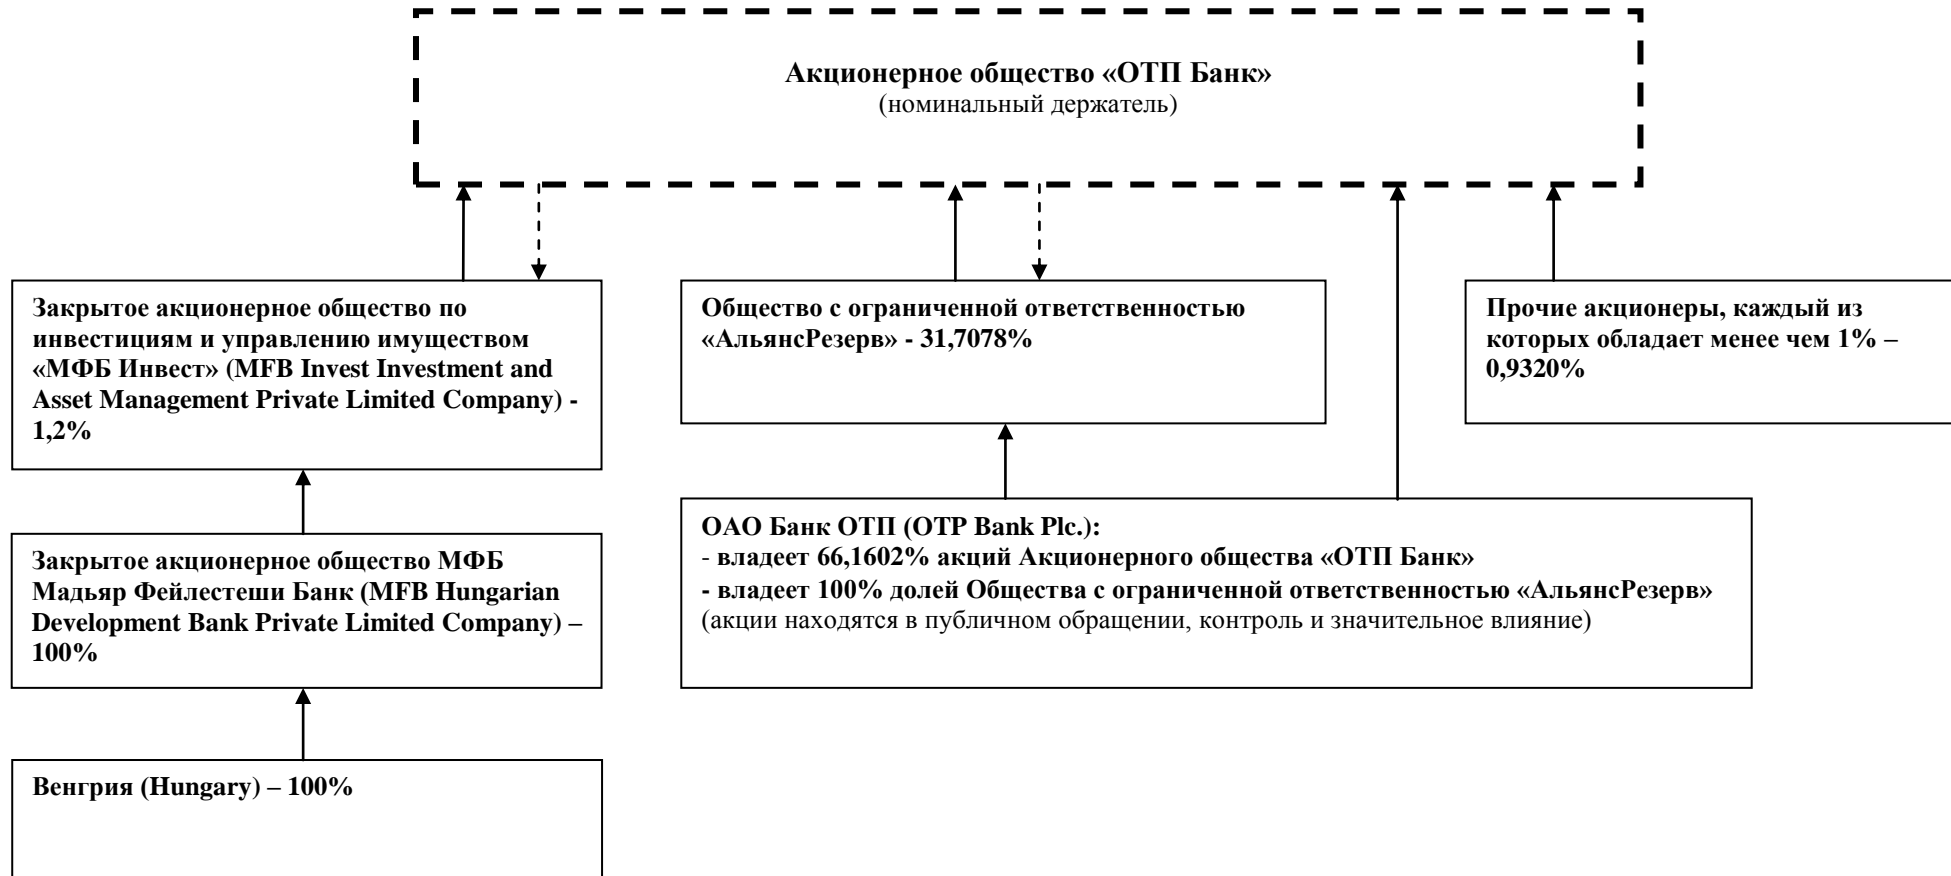 Акционерное общество «ОТП Банк»
(номинальный держатель)
Закрытое акционерное общество по
инвестициям и управлению имуществом
«МФБ Инвест» (MFB Invest Investment and
Asset Management Private Limited Company) -
1,2%
Общество с ограниченной ответственностью
«АльянсРезерв» - 31,7078%
Прочие акционеры, каждый из
которых обладает менее чем 1% –
0,9320%
Закрытое акционерное общество МФБ
Мадьяр Фейлестеши Банк (MFB Hungarian
Development Bank Private Limited Company) –
100%
ОАО Банк ОТП (OTP Bank Plc.):
- владеет 66,1602% акций Акционерного общества «ОТП Банк»
- владеет 100% долей Общества с ограниченной ответственностью «АльянсРезерв»
(акции находятся в публичном обращении, контроль и значительное влияние)
Венгрия (Hungary) – 100%